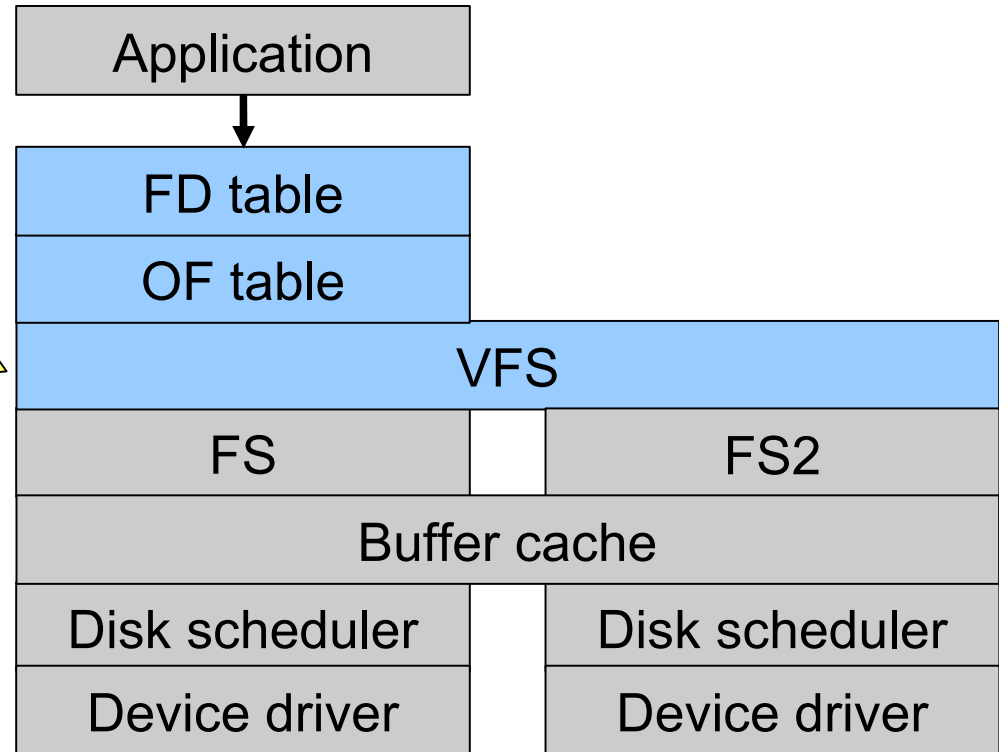 Application
FD table
OF table
VFS
FS FS2
Buffer cache
Disk scheduler Disk scheduler
Device driver Device driver